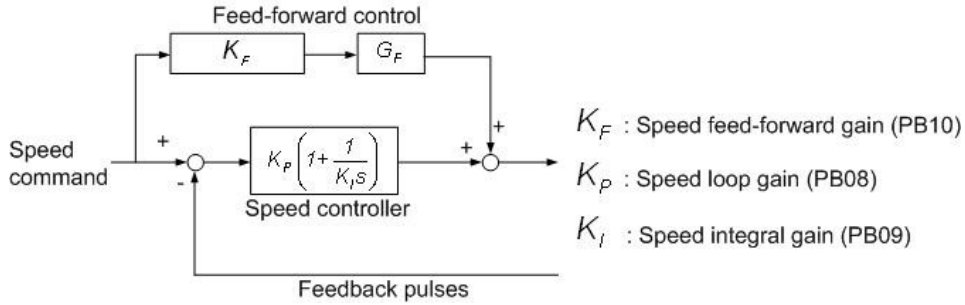 Feed-forward control
K_F
G_F
+
K_F : Speed feed-forward gain (PB10)
Speed
command
+
-
K_P(1+1/K_I s)
+
Speed controller
K_P : Speed loop gain (PB08)
K_I : Speed integral gain (PB09)
Feedback pulses